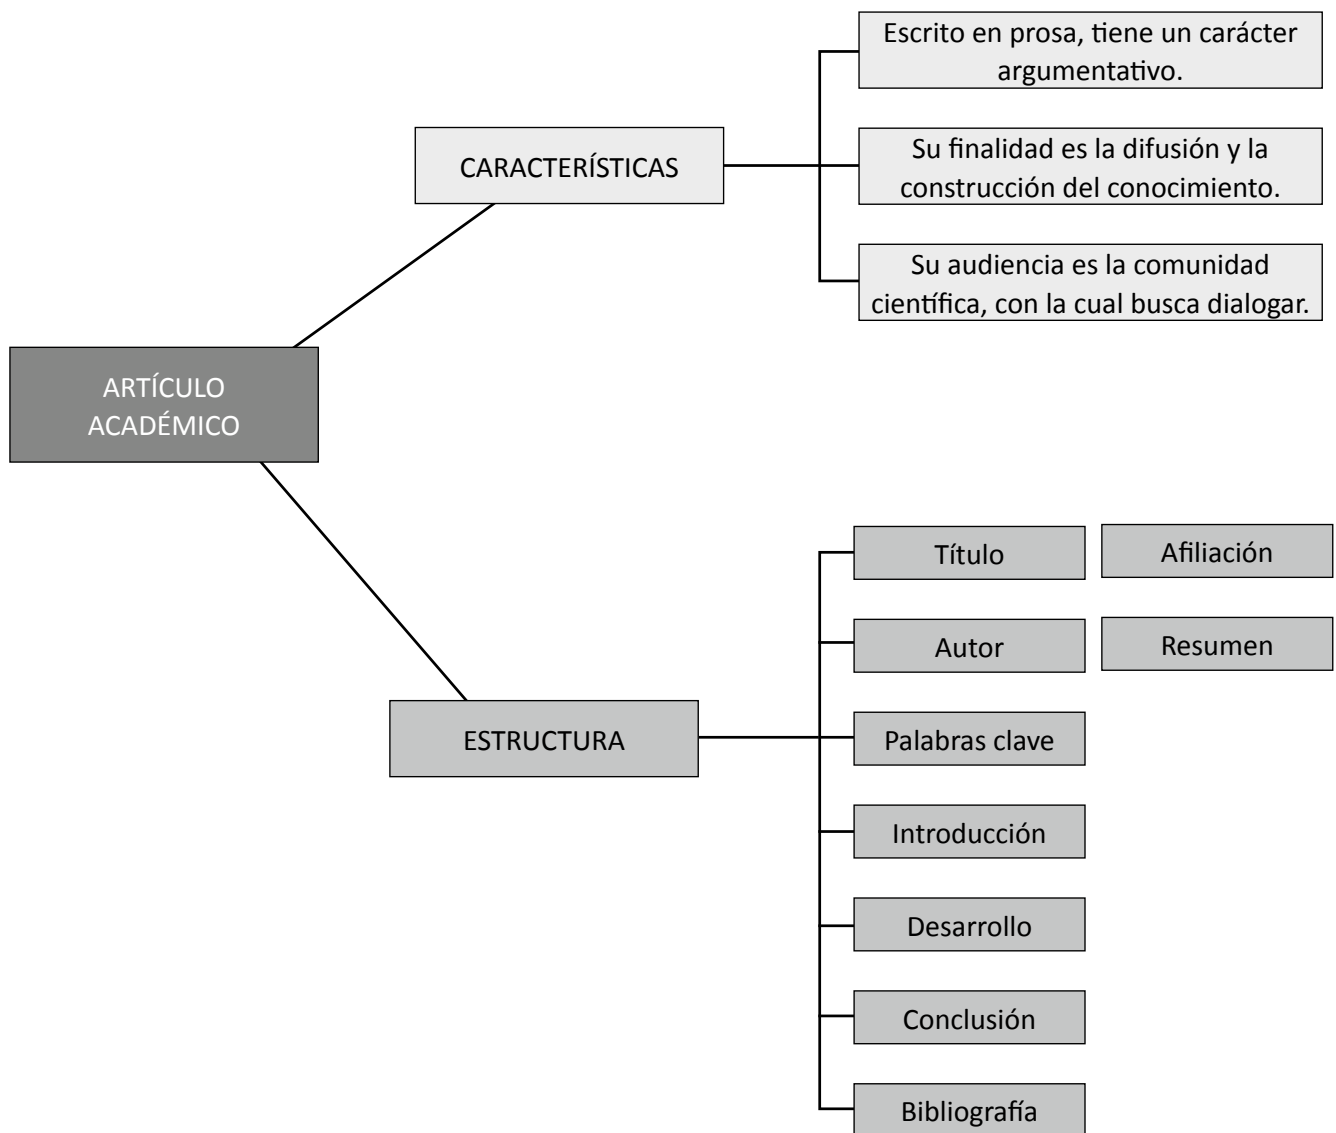 Escrito en prosa, tiene un carácter
argumentativo.
CARACTERÍSTICAS
Su finalidad es la difusión y la
construcción del conocimiento.
Su audiencia es la comunidad
científica, con la cual busca dialogar.
ARTÍCULO
ACADÉMICO
Título
Afiliación
Autor
Resumen
ESTRUCTURA
Palabras clave
Introducción
Desarrollo
Conclusión
Bibliografía